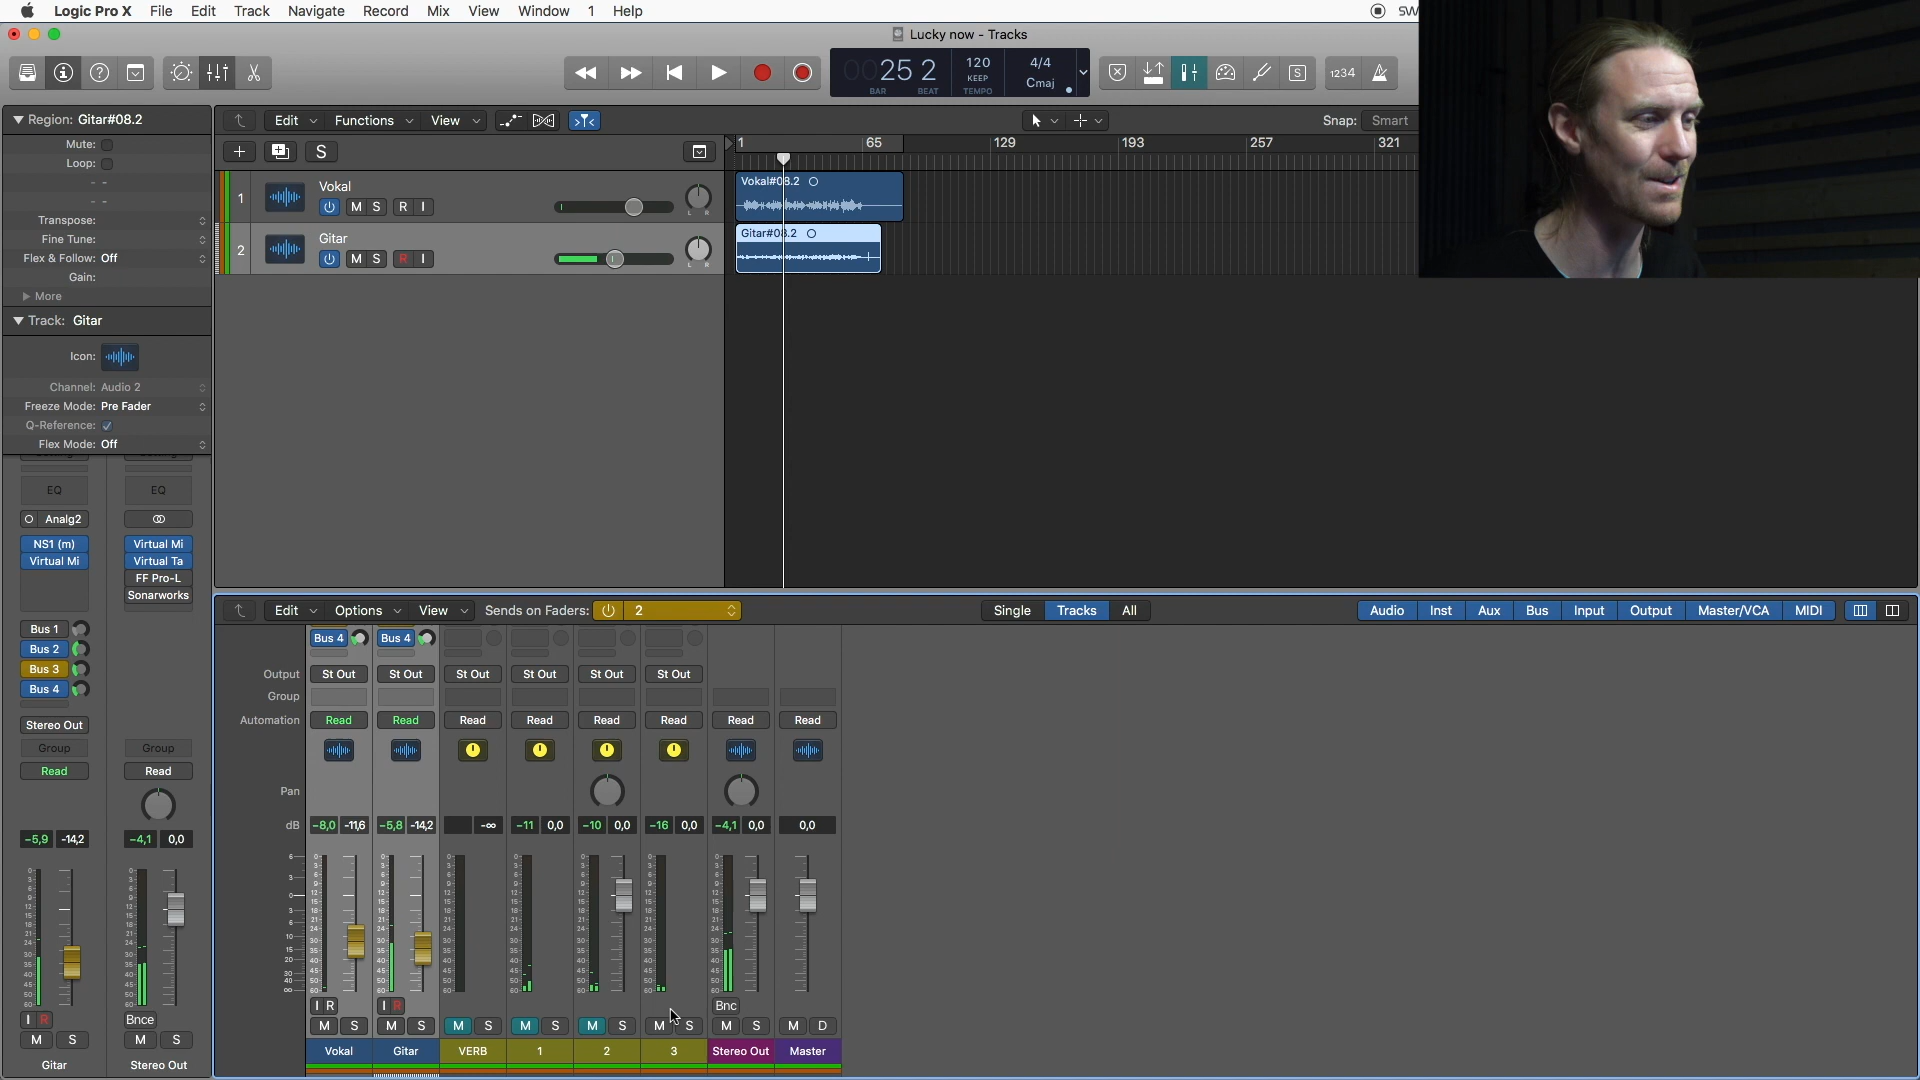 Logic Pro X File Edit Track Navigate Record Mix View Window 1 Help SW
Lucky now - Tracks
0025 2 120 4/4
KEEP Cmaj
BAR BEAT TEMPO
1234
Region: Gitar#08.2
Mute:
Loop:
- -
- -
Transpose:
Fine Tune:
Flex & Follow: Off
Gain:
More
Track: Gitar
Icon:
Channel: Audio 2
Freeze Mode: Pre Fader
Q-Reference:
Flex Mode: Off
Edit Functions View Snap: Smart
S 1 65 129 193 257 321
1 Vokal
M S R I L R
2 Gitar
M S R I L R
Vokal#08.2
Gitar#08.2
EQ EQ
Analg2
NS1 (m) Virtual Mi
Virtual Mi Virtual Ta
FF Pro-L
Sonarworks
Bus 1
Bus 2
Bus 3
Bus 4
Stereo Out
Group Group
Read Read
-5,9 -14,2 -4,1 0,0
I R Bnce
M S M S
Gitar Stereo Out
Edit Options View Sends on Faders: 2 Single Tracks All Audio Inst Aux Bus Input Output Master/VCA MIDI
Bus 4 Bus 4
Output St Out St Out St Out St Out St Out St Out
Group
Automation Read Read Read Read Read Read Read Read
Pan
dB -8,0 -11,6 -5,8 -14,2 -∞ -11 0,0 -10 0,0 -16 0,0 -4,1 0,0 0,0
I R I R Bnc
M S M S M S M S M S M S M S M D
Vokal Gitar VERB 1 2 3 Stereo Out Master